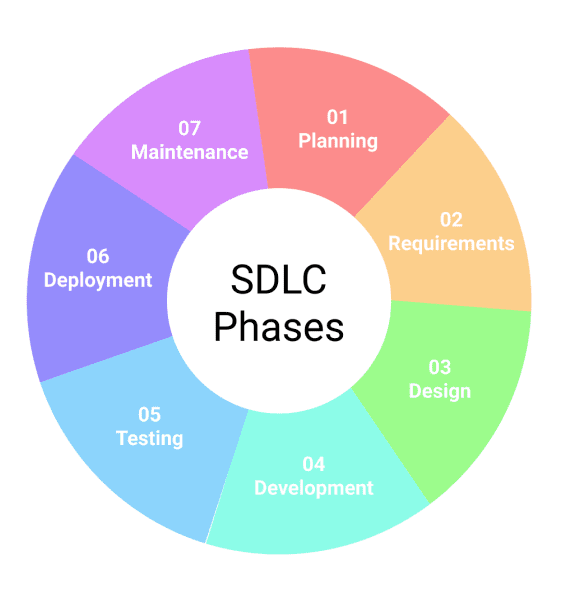 SDLC
Phases
01
Planning
02
Requirements
03
Design
04
Development
05
Testing
06
Deployment
07
Maintenance